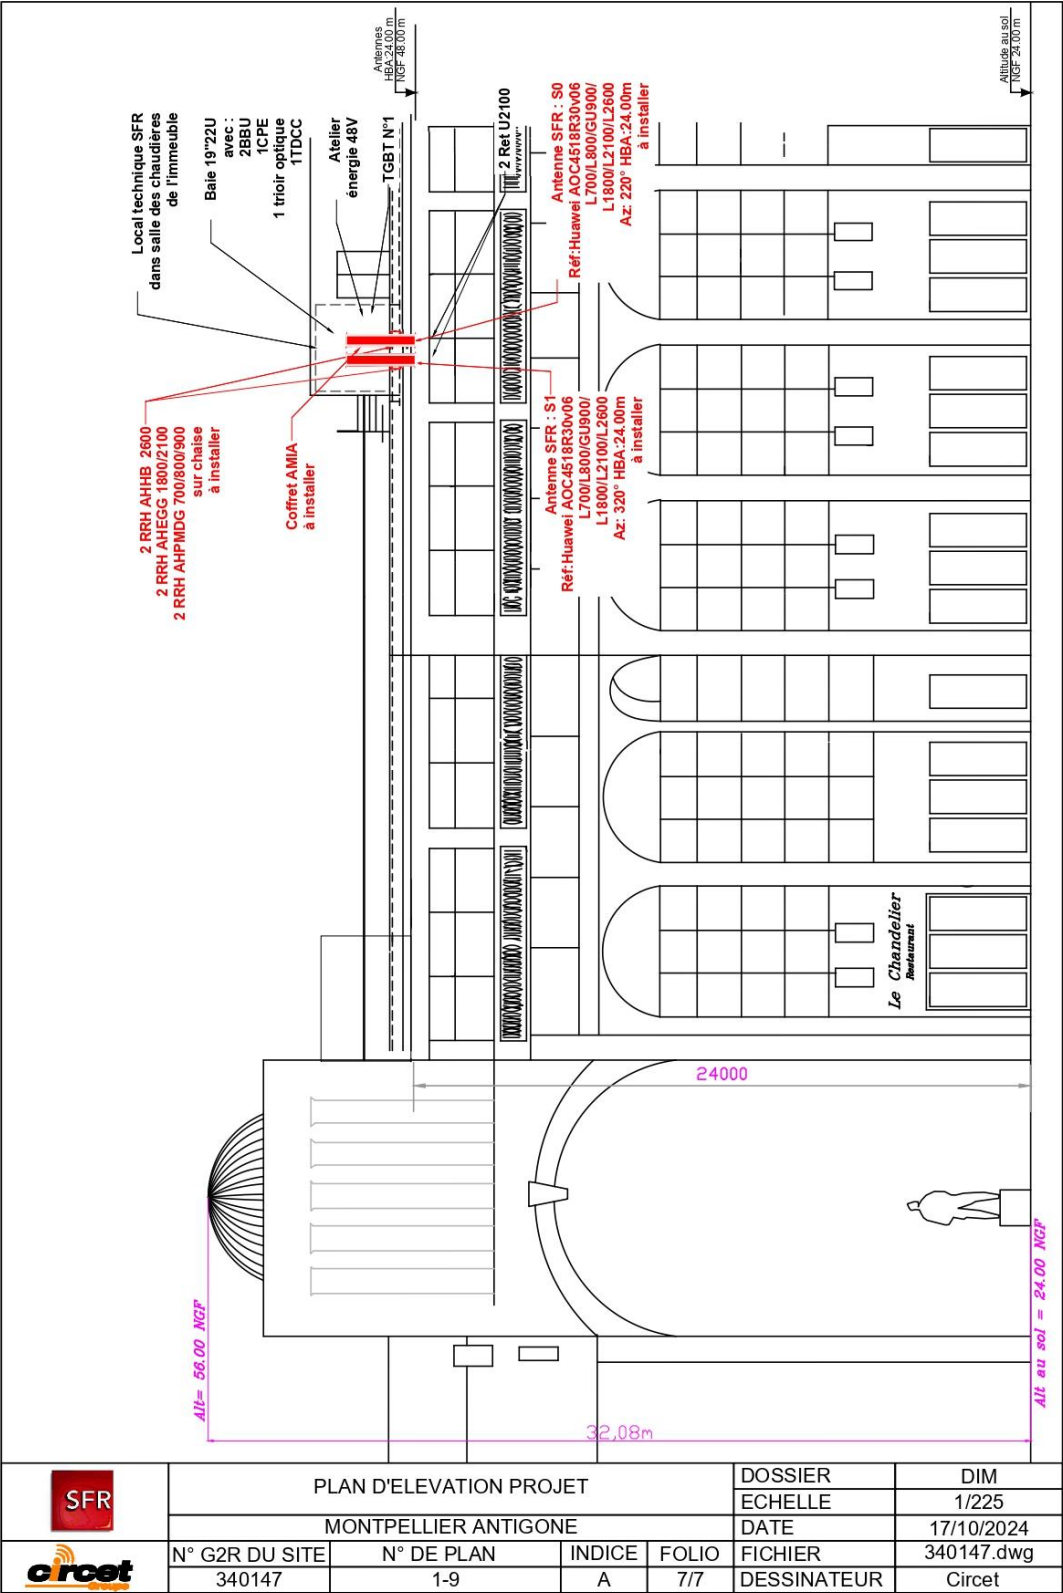 Antennes
HBA:24.00 m
NGF 48.00 m
Altitude au sol
NGF 24.00 m
Local technique SFR
dans salle des chaudières
de l'immeuble
Baie 19"22U
avec :
2BBU
1CPE
1 trioir optique
1TDCC
Atelier
énergie 48V
TGBT N°1
2 Ret U2100
Antenne SFR : S0
Réf:Huawei AOC4518R30v06
L700/L800/GU900/
L1800/L2100/L2600
Az: 220° HBA:24.00m
à installer
2 RRH AHHB 2600
2 RRH AHEGG 1800/2100
2 RRH AHPMDG 700/800/900
sur chaise
à installer
Coffret AMIA
à installer
Antenne SFR : S1
Réf:Huawei AOC4518R30v06
L700/L800/GU900/
L1800/L2100/L2600
Az: 320° HBA:24.00m
à installer
Le Chandelier
Restaurant
24000
Alt= 56.00 NGF
Alt au sol = 24.00 NGF
32,08m
SFR
PLAN D'ELEVATION PROJET
MONTPELLIER ANTIGONE
DOSSIER DIM
ECHELLE 1/225
DATE 17/10/2024
circet
Groupe
N° G2R DU SITE N° DE PLAN INDICE FOLIO FICHIER 340147.dwg
340147 1-9 A 7/7 DESSINATEUR Circet